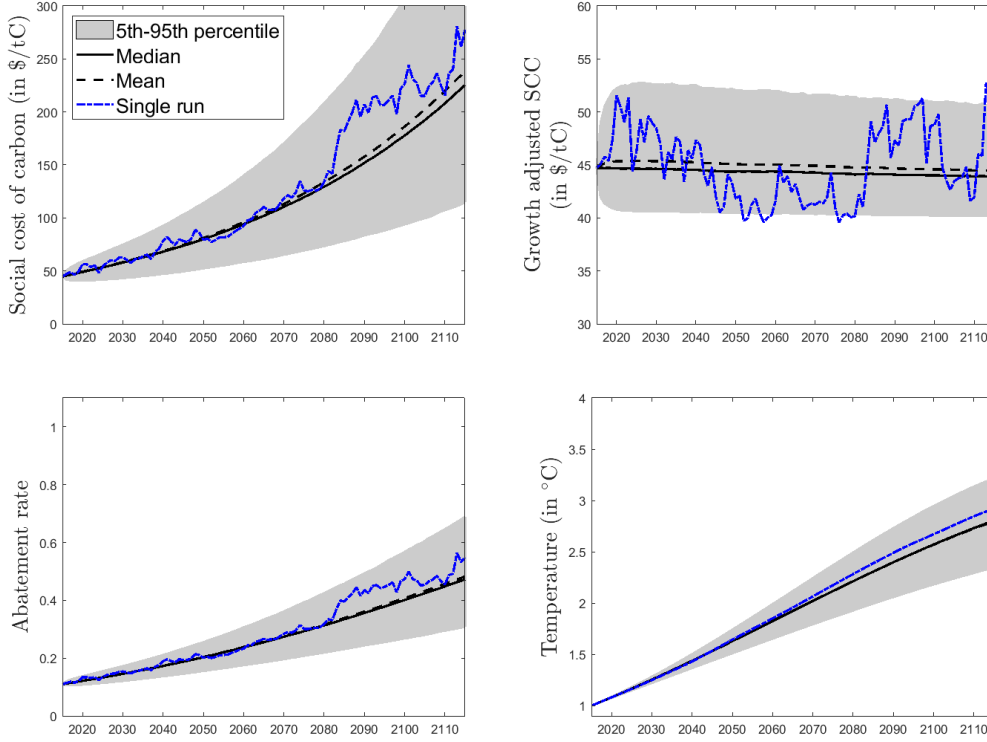 Social cost of carbon (in $/tC)
300
250
200
150
100
50
0
5th-95th percentile
Median
Mean
Single run
2020 2030 2040 2050 2060 2070 2080 2090 2100 2110
Growth adjusted SCC
(in $/tC)
60
55
50
45
40
35
30
2020 2030 2040 2050 2060 2070 2080 2090 2100 2110
Abatement rate
1
0.8
0.6
0.4
0.2
0
2020 2030 2040 2050 2060 2070 2080 2090 2100 2110
Temperature (in °C)
4
3.5
3
2.5
2
1.5
1
2020 2030 2040 2050 2060 2070 2080 2090 2100 2110